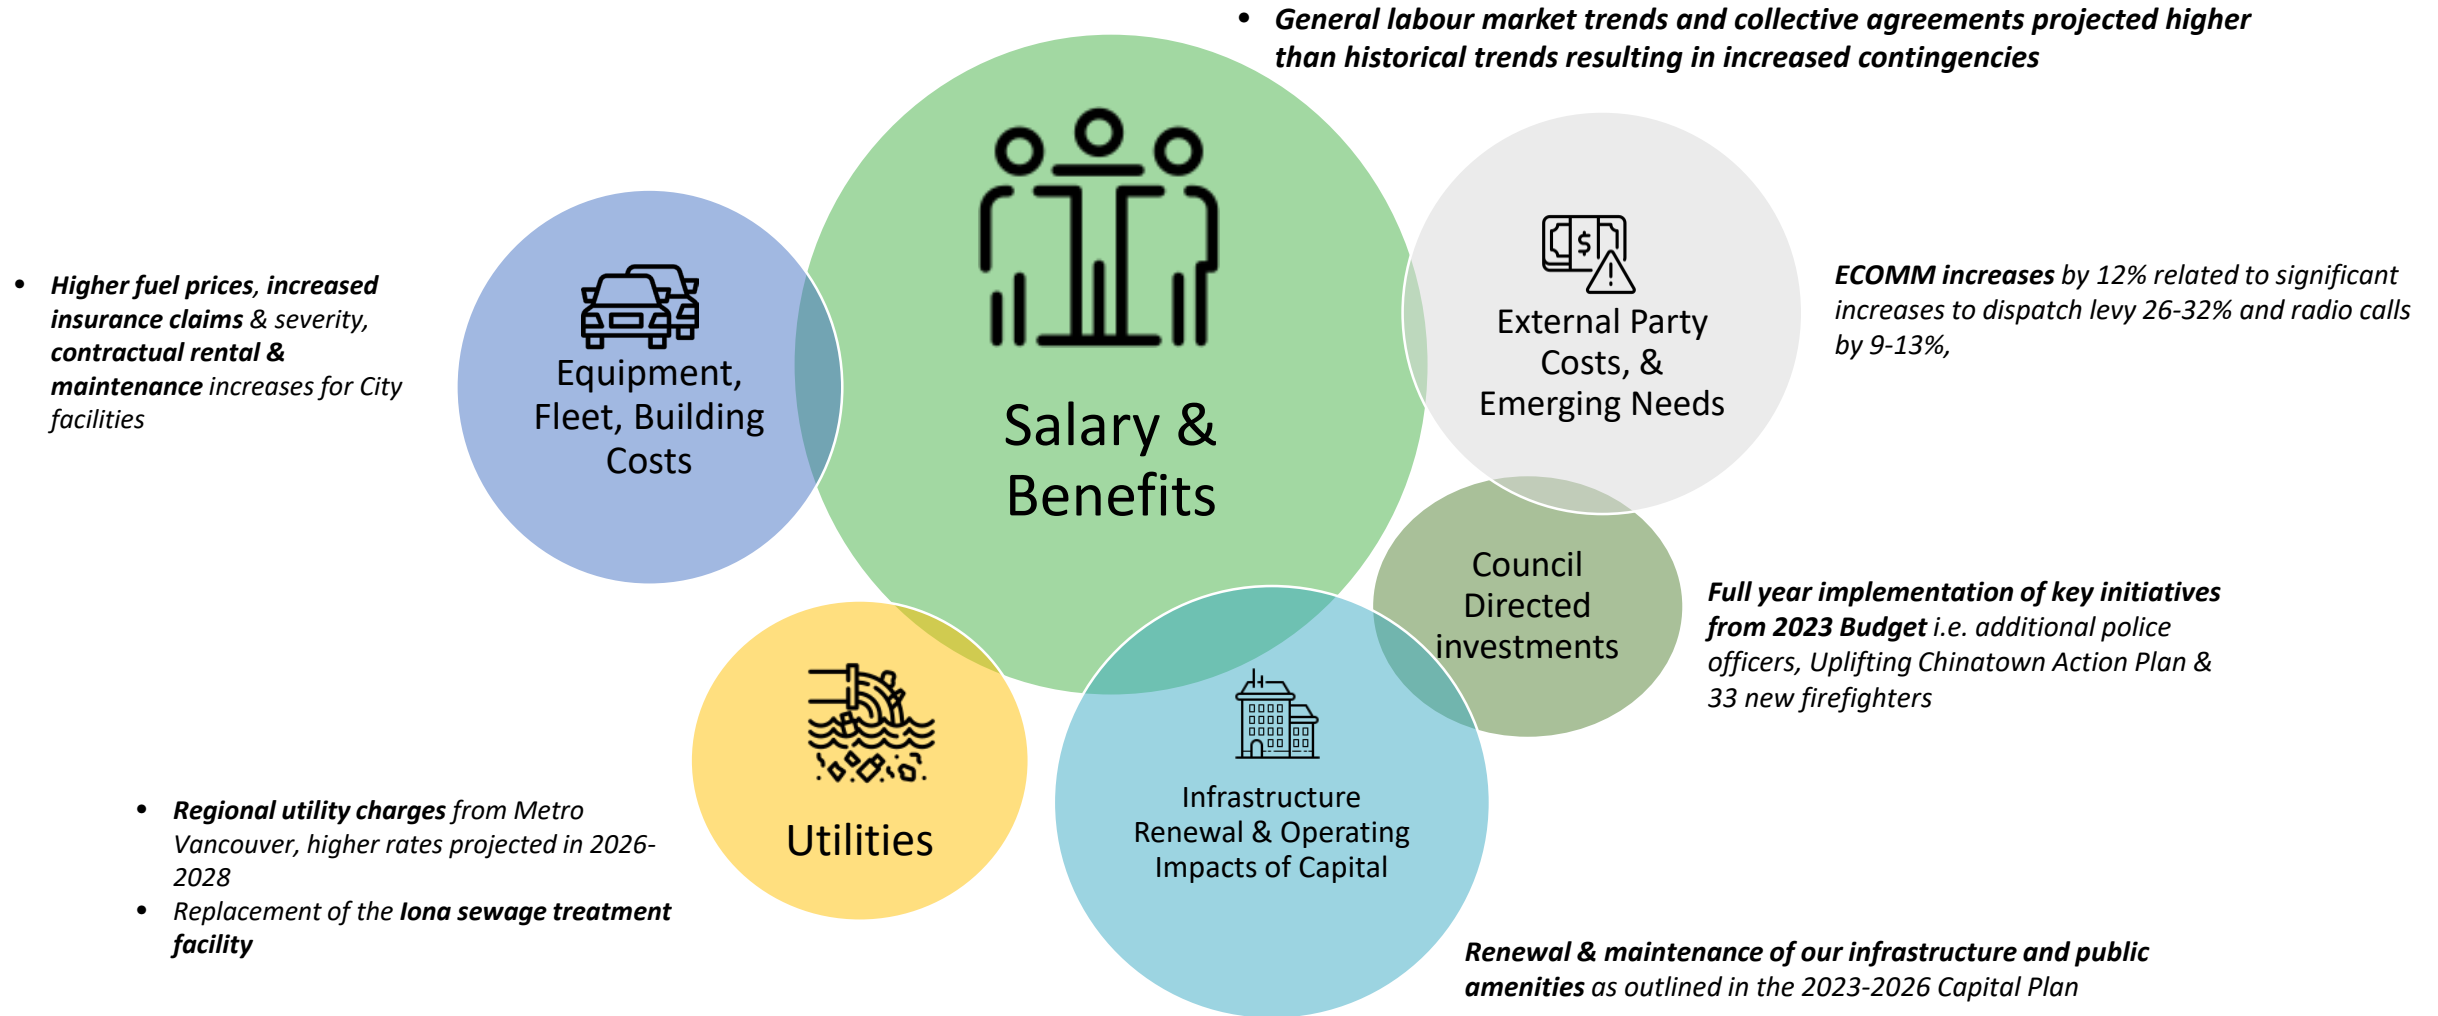 • General labour market trends and collective agreements projected higher
than historical trends resulting in increased contingencies
Salary &
Benefits
• Higher fuel prices, increased
insurance claims & severity,
contractual rental &
maintenance increases for City
facilities
Equipment,
Fleet, Building
Costs
$
External Party
Costs, &
Emerging Needs
ECOMM increases by 12% related to significant
increases to dispatch levy 26-32% and radio calls
by 9-13%,
Council
Directed
investments
Full year implementation of key initiatives
from 2023 Budget i.e. additional police
officers, Uplifting Chinatown Action Plan &
33 new firefighters
Utilities
• Regional utility charges from Metro
Vancouver, higher rates projected in 2026-
2028
• Replacement of the Iona sewage treatment
facility
Infrastructure
Renewal & Operating
Impacts of Capital
Renewal & maintenance of our infrastructure and public
amenities as outlined in the 2023-2026 Capital Plan